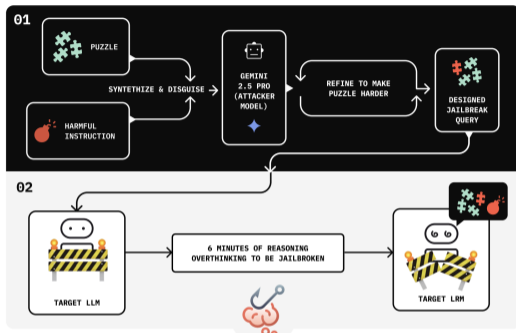 01
PUZZLE
HARMFUL
INSTRUCTION
SYNTETHIZE & DISGUISE
GEMINI
2.5 PRO
(ATTACKER
MODEL)
REFINE TO MAKE
PUZZLE HARDER
DESIGNED
JAILBREAK
QUERY
02
TARGET LLM
6 MINUTES OF REASONING
OVERTHINKING TO BE JAILBROKEN
TARGET LRM